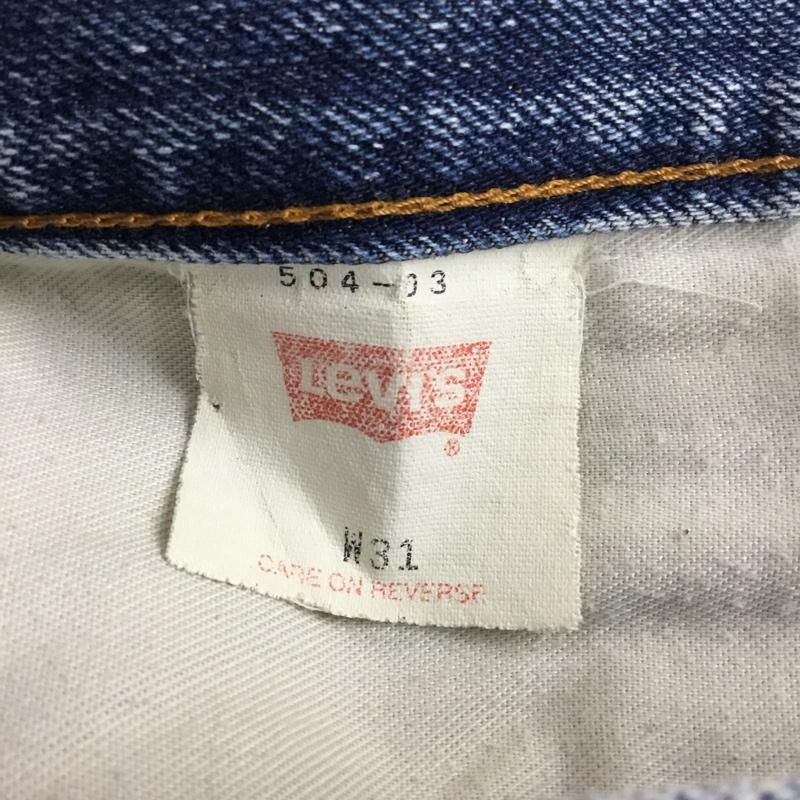 504-03
Levi's
®
W31
CARE ON REVERSE